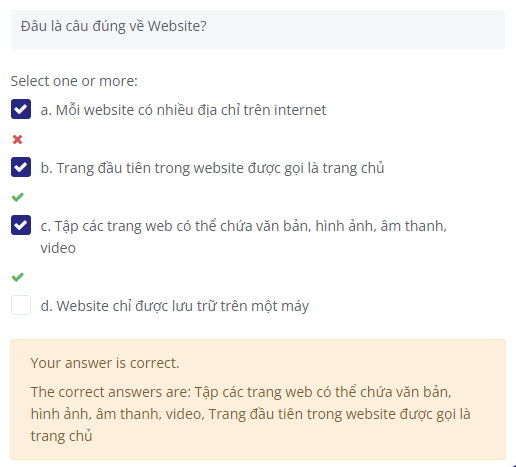 Đâu là câu đúng về Website?
Select one or more:
a. Mỗi website có nhiều địa chỉ trên internet
b. Trang đầu tiên trong website được gọi là trang chủ
c. Tập các trang web có thể chứa văn bản, hình ảnh, âm thanh,
video
d. Website chỉ được lưu trữ trên một máy
Your answer is correct.
The correct answers are: Tập các trang web có thể chứa văn bản,
hình ảnh, âm thanh, video, Trang đầu tiên trong website được gọi là
trang chủ